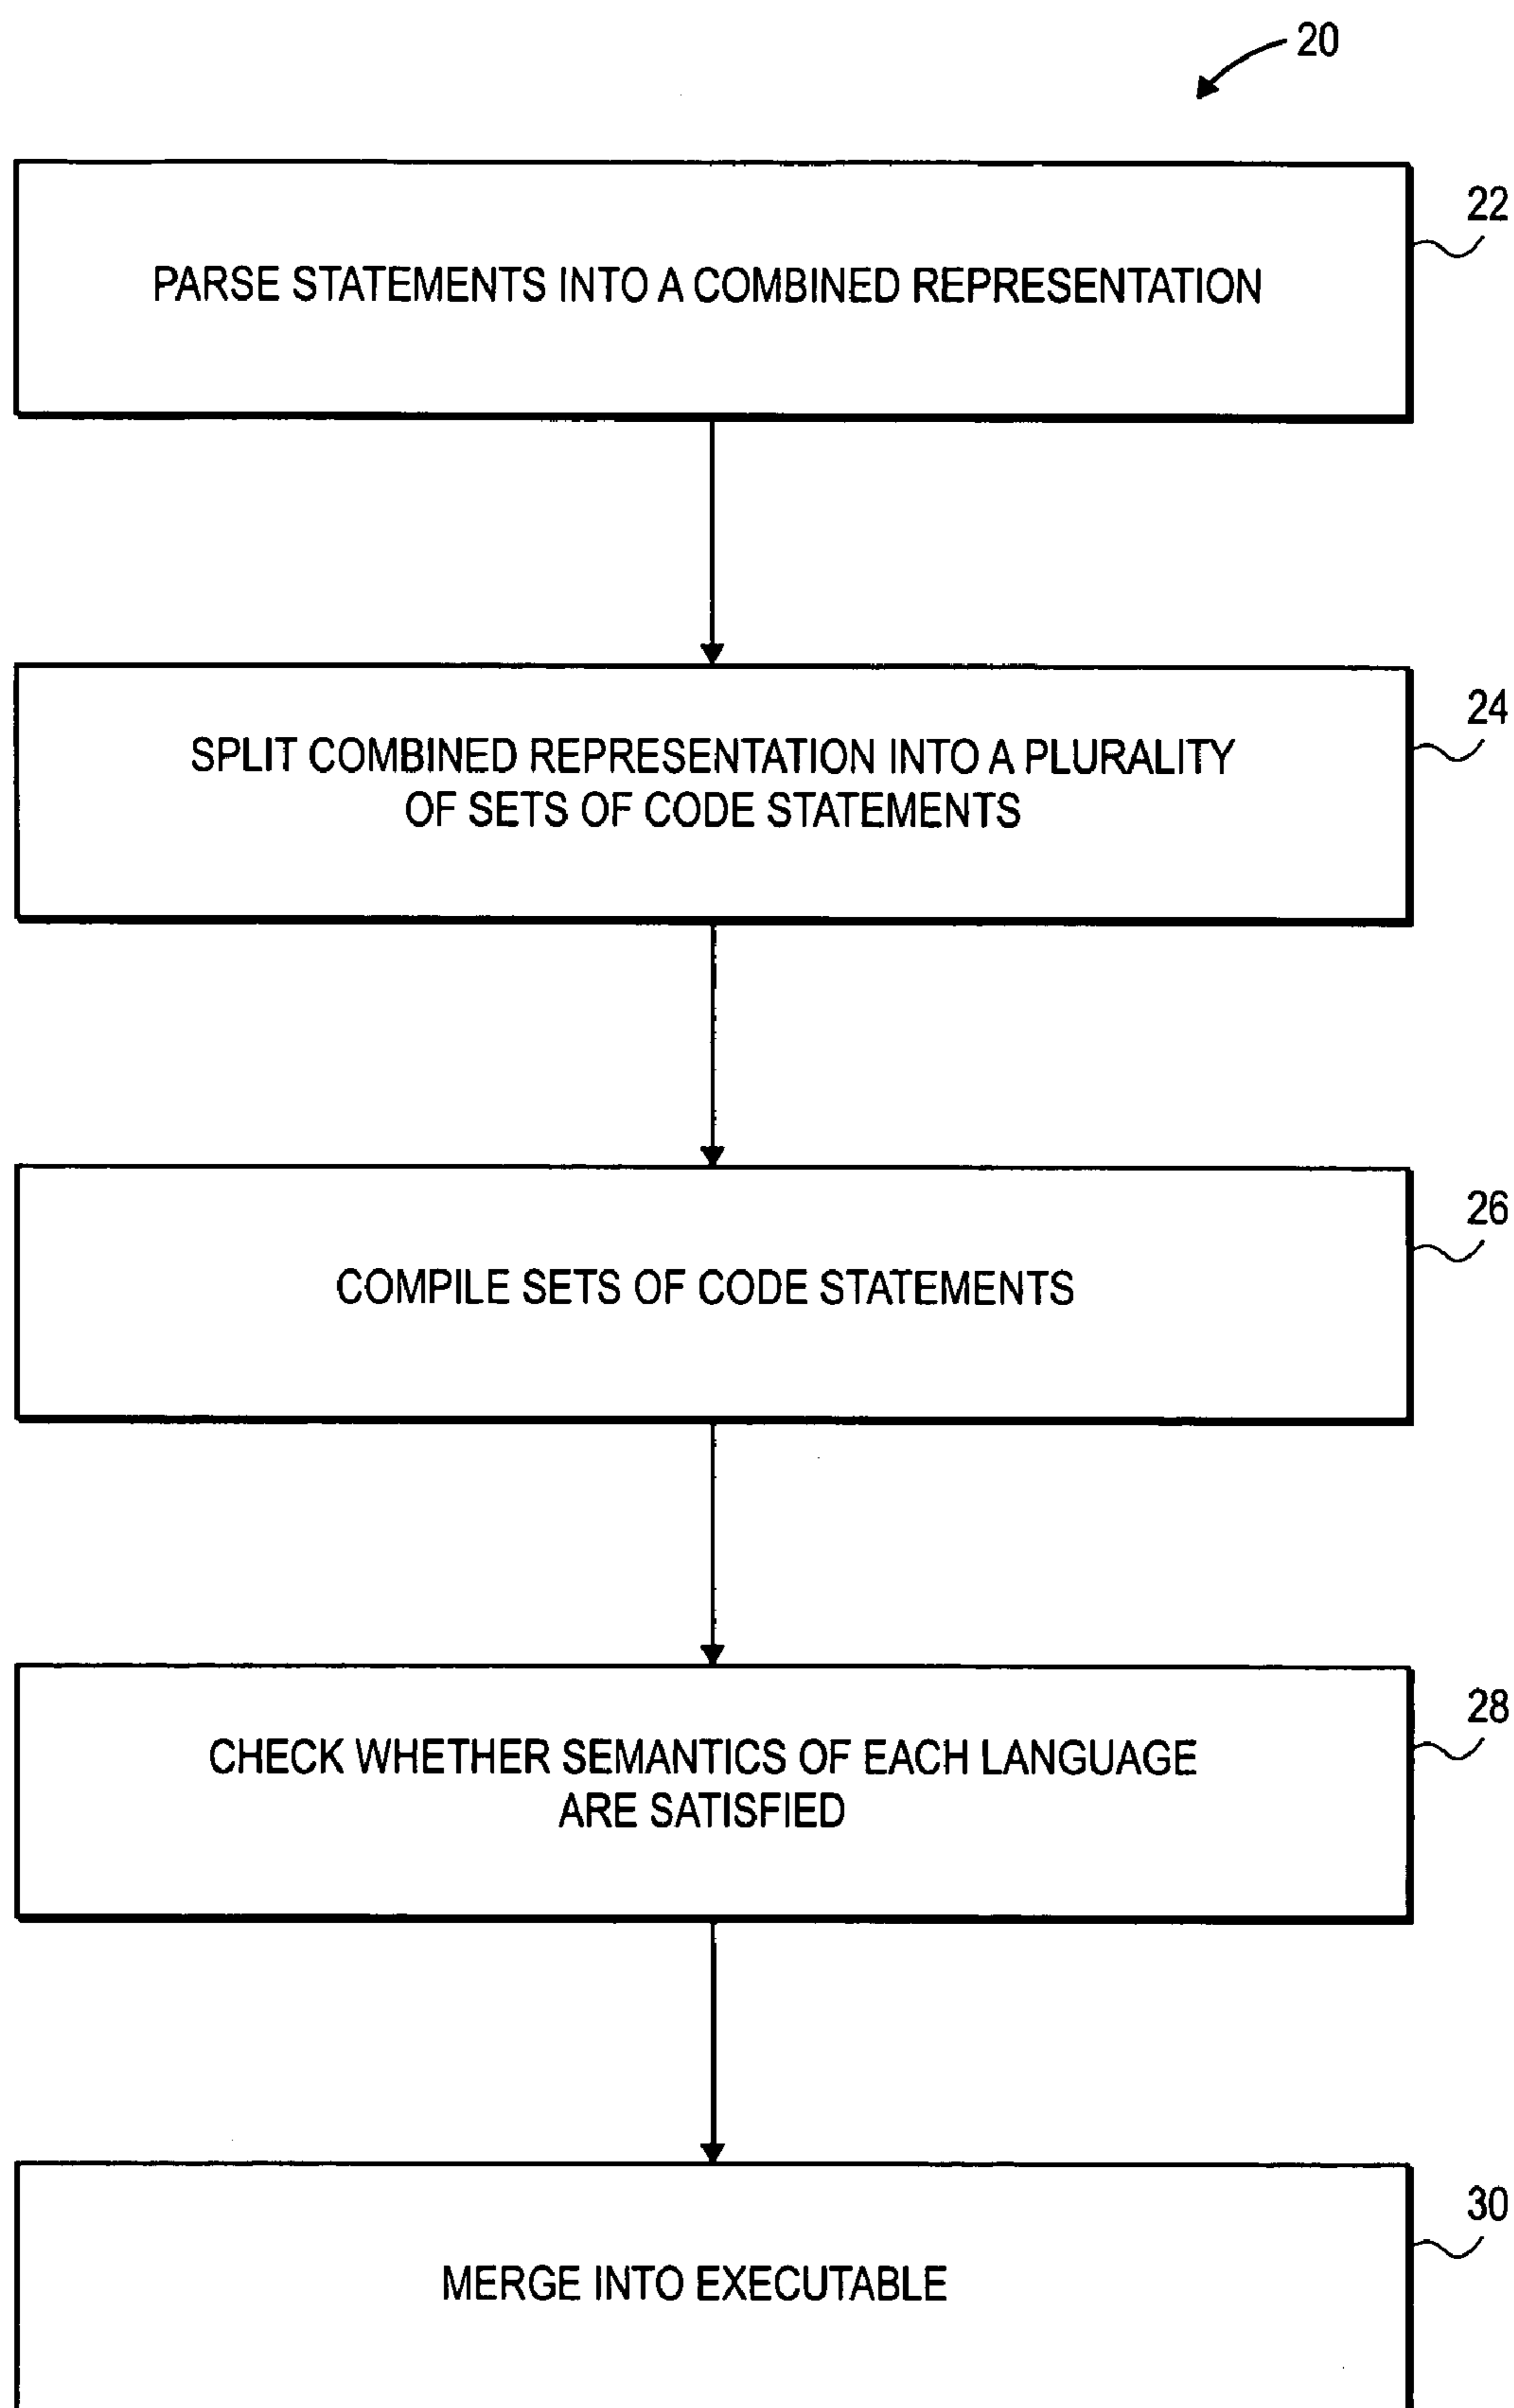 20
22
PARSE STATEMENTS INTO A COMBINED REPRESENTATION
24
SPLIT COMBINED REPRESENTATION INTO A PLURALITY
OF SETS OF CODE STATEMENTS
26
COMPILE SETS OF CODE STATEMENTS
28
CHECK WHETHER SEMANTICS OF EACH LANGUAGE
ARE SATISFIED
30
MERGE INTO EXECUTABLE